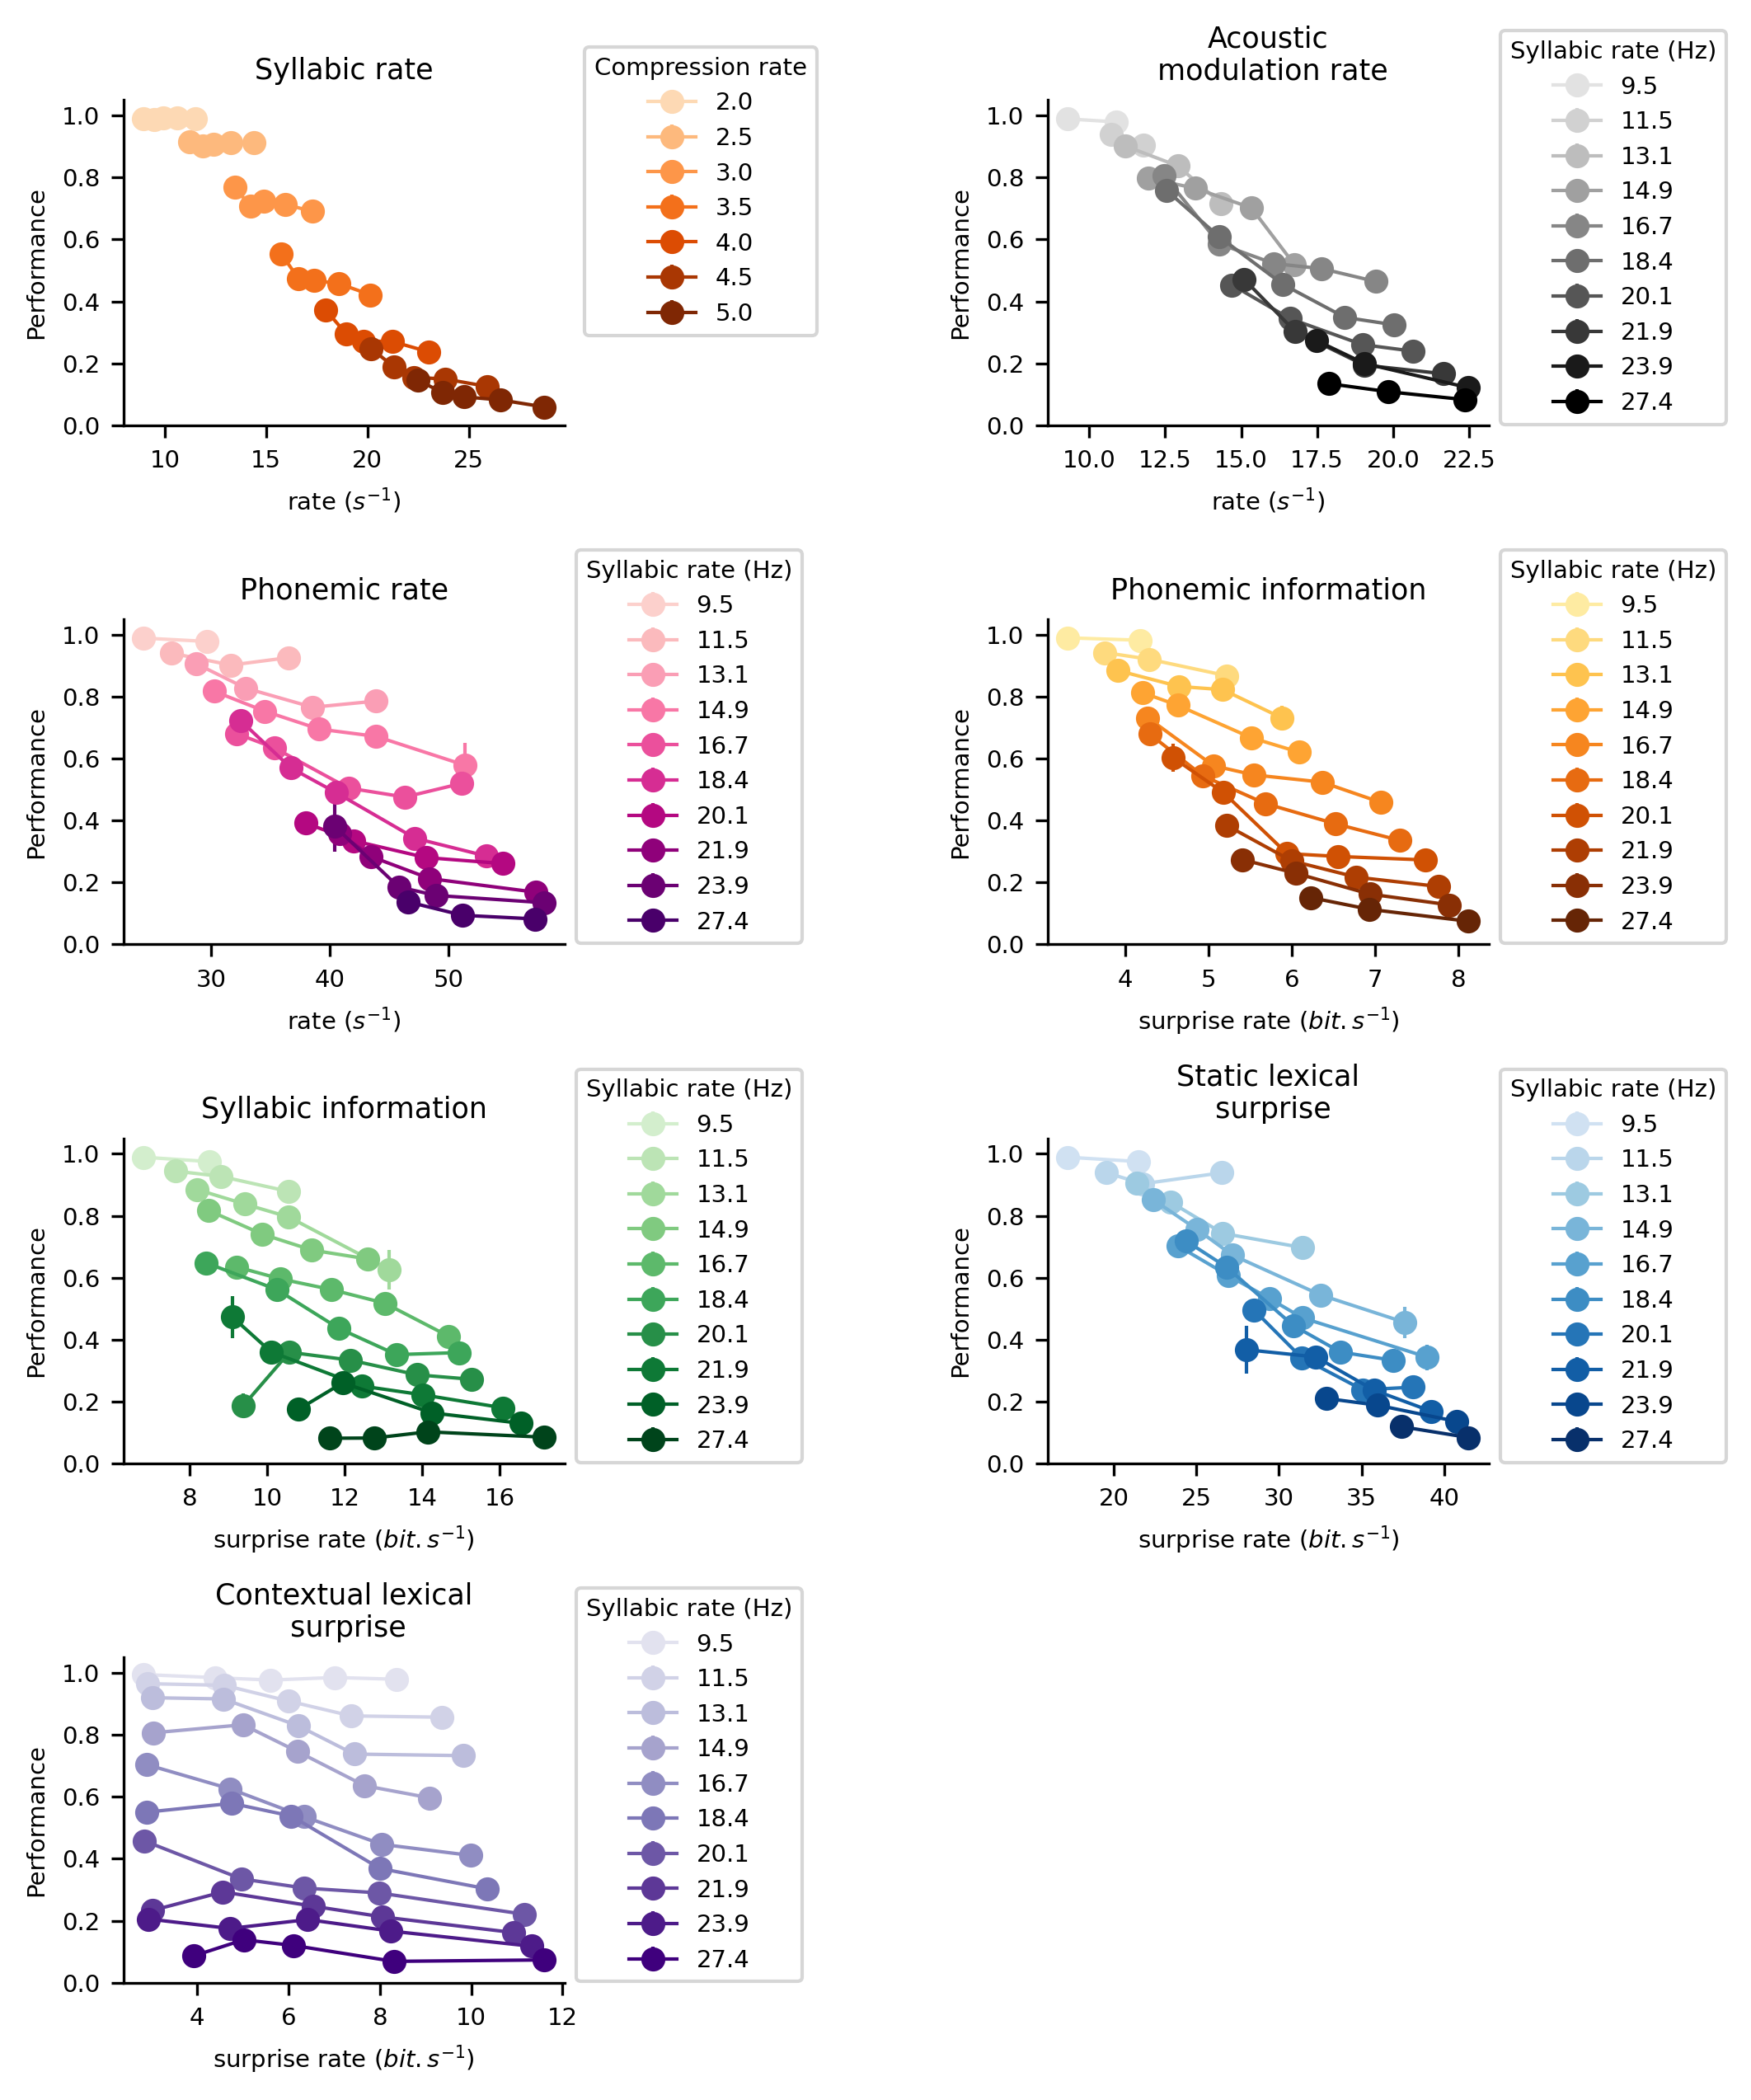 Syllabic rate
Performance
1.0
0.8
0.6
0.4
0.2
0.0
10 15 20 25
rate (s⁻¹)
Compression rate
2.0
2.5
3.0
3.5
4.0
4.5
5.0
Acoustic
modulation rate
Performance
1.0
0.8
0.6
0.4
0.2
0.0
10.0 12.5 15.0 17.5 20.0 22.5
rate (s⁻¹)
Syllabic rate (Hz)
9.5
11.5
13.1
14.9
16.7
18.4
20.1
21.9
23.9
27.4
Phonemic rate
Performance
1.0
0.8
0.6
0.4
0.2
0.0
30 40 50
rate (s⁻¹)
Syllabic rate (Hz)
9.5
11.5
13.1
14.9
16.7
18.4
20.1
21.9
23.9
27.4
Phonemic information
Performance
1.0
0.8
0.6
0.4
0.2
0.0
4 5 6 7 8
surprise rate (bit.s⁻¹)
Syllabic rate (Hz)
9.5
11.5
13.1
14.9
16.7
18.4
20.1
21.9
23.9
27.4
Syllabic information
Performance
1.0
0.8
0.6
0.4
0.2
0.0
8 10 12 14 16
surprise rate (bit.s⁻¹)
Syllabic rate (Hz)
9.5
11.5
13.1
14.9
16.7
18.4
20.1
21.9
23.9
27.4
Static lexical
surprise
Performance
1.0
0.8
0.6
0.4
0.2
0.0
20 25 30 35 40
surprise rate (bit.s⁻¹)
Syllabic rate (Hz)
9.5
11.5
13.1
14.9
16.7
18.4
20.1
21.9
23.9
27.4
Contextual lexical
surprise
Performance
1.0
0.8
0.6
0.4
0.2
0.0
4 6 8 10 12
surprise rate (bit.s⁻¹)
Syllabic rate (Hz)
9.5
11.5
13.1
14.9
16.7
18.4
20.1
21.9
23.9
27.4